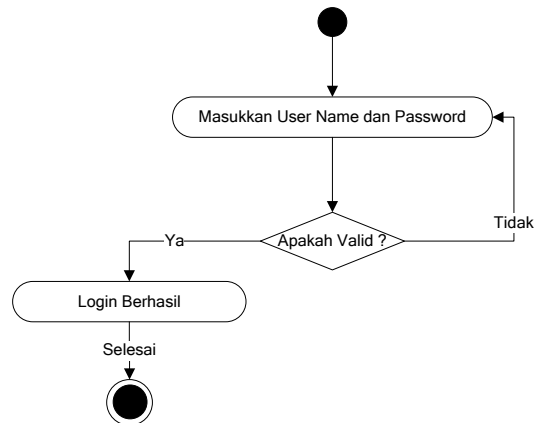 Masukkan User Name dan Password
Apakah Valid ?
Tidak
Ya
Login Berhasil
Selesai